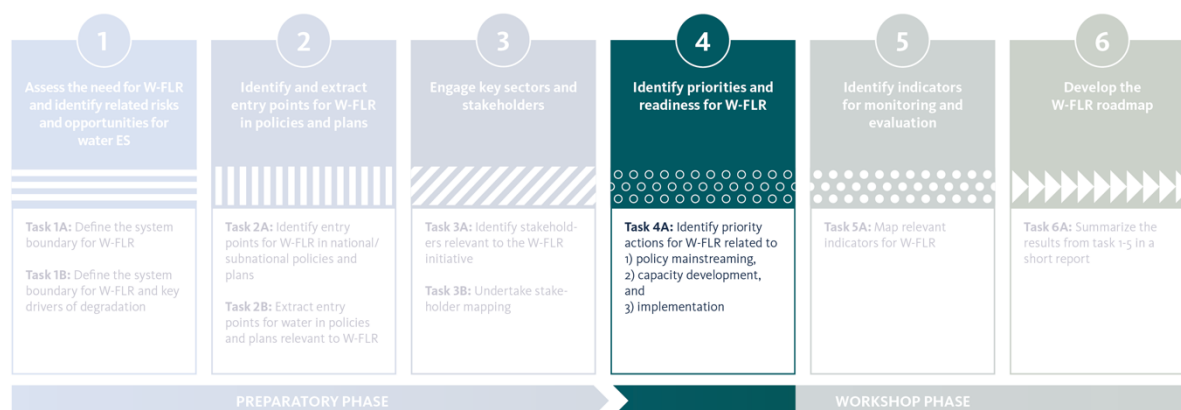 1
Assess the need for W-FLR
and identify related risks
and opportunities for
water ES
Task 1A: Define the system
boundary for W-FLR
Task 1B: Define the system
boundary for W-FLR and key
drivers of degradation
2
Identify and extract
entry points for W-FLR
in policies and plans
Task 2A: Identify entry
points for W-FLR in national/
subnational policies and
plans
Task 2B: Extract entry
points for water in policies
and plans relevant to W-FLR
3
Engage key sectors and
stakeholders
Task 3A: Identify stakehold-
ers relevant to the W-FLR
initiative
Task 3B: Undertake stake-
holder mapping
4
Identify priorities and
readiness for W-FLR
Task 4A: Identify priority
actions for W-FLR related to
1) policy mainstreaming,
2) capacity development,
and
3) implementation
5
Identify indicators
for monitoring and
evaluation
Task 5A: Map relevant
indicators for W-FLR
6
Develop the
W-FLR roadmap
Task 6A: Summarize the
results from task 1-5 in a
short report
PREPARATORY PHASE
WORKSHOP PHASE